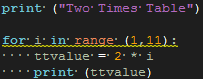 print ("Two Times Table")
for i in range (1,11):
    ttvalue = 2 * i
    print (ttvalue)